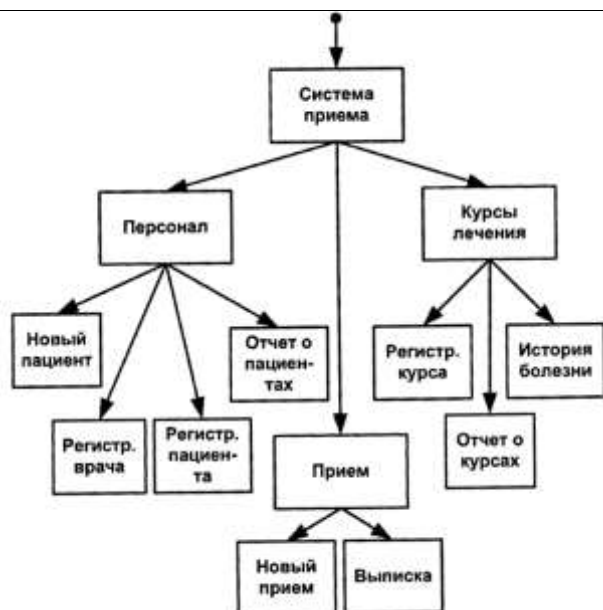 Система
приема
Персонал
Курсы
лечения
Новый
пациент
Отчет о
пациен-
тах
Регистр.
курса
История
болезни
Регистр.
врача
Регистр.
пациен-
та
Прием
Отчет о
курсах
Новый
прием
Выписка